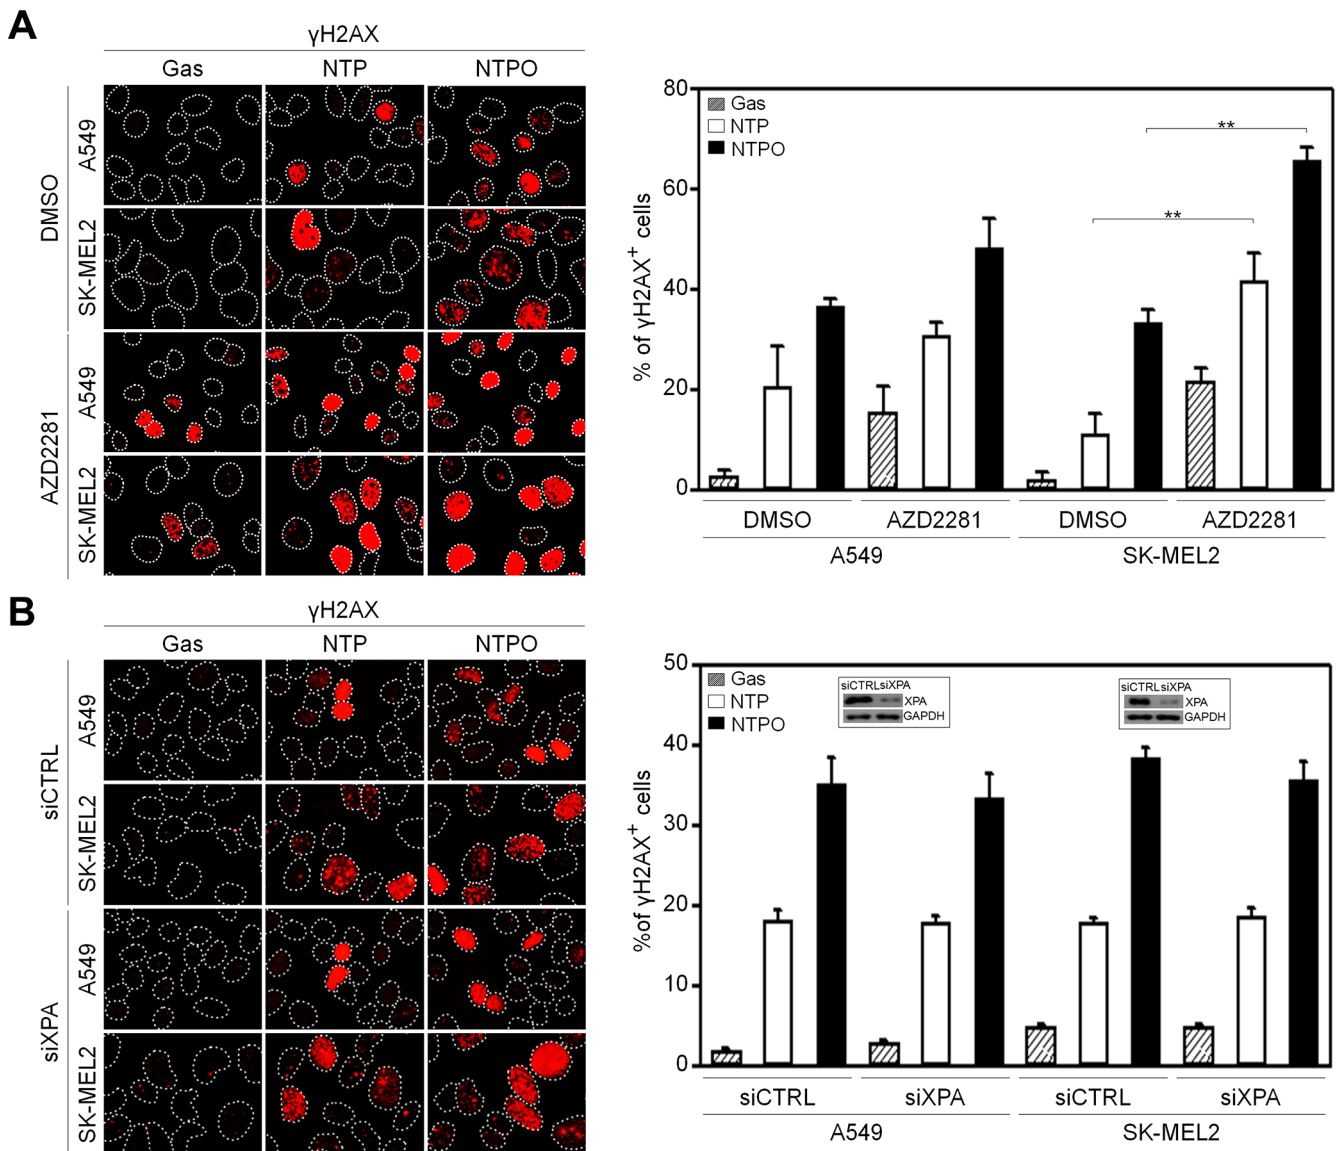 A
γH2AX
Gas NTP NTPO
DMSO
A549
SK-MEL2
AZD2281
A549
SK-MEL2
80
60
40
20
0
% of γH2AX+ cells
Gas
NTP
NTPO
**
**
DMSO AZD2281 DMSO AZD2281
A549 SK-MEL2
B
γH2AX
Gas NTP NTPO
siCTRL
A549
SK-MEL2
siXPA
A549
SK-MEL2
50
40
30
20
10
0
%of γH2AX+ cells
Gas
NTP
NTPO
siCTRL siXPA
XPA
GAPDH
siCTRL siXPA
XPA
GAPDH
siCTRL siXPA siCTRL siXPA
A549 SK-MEL2